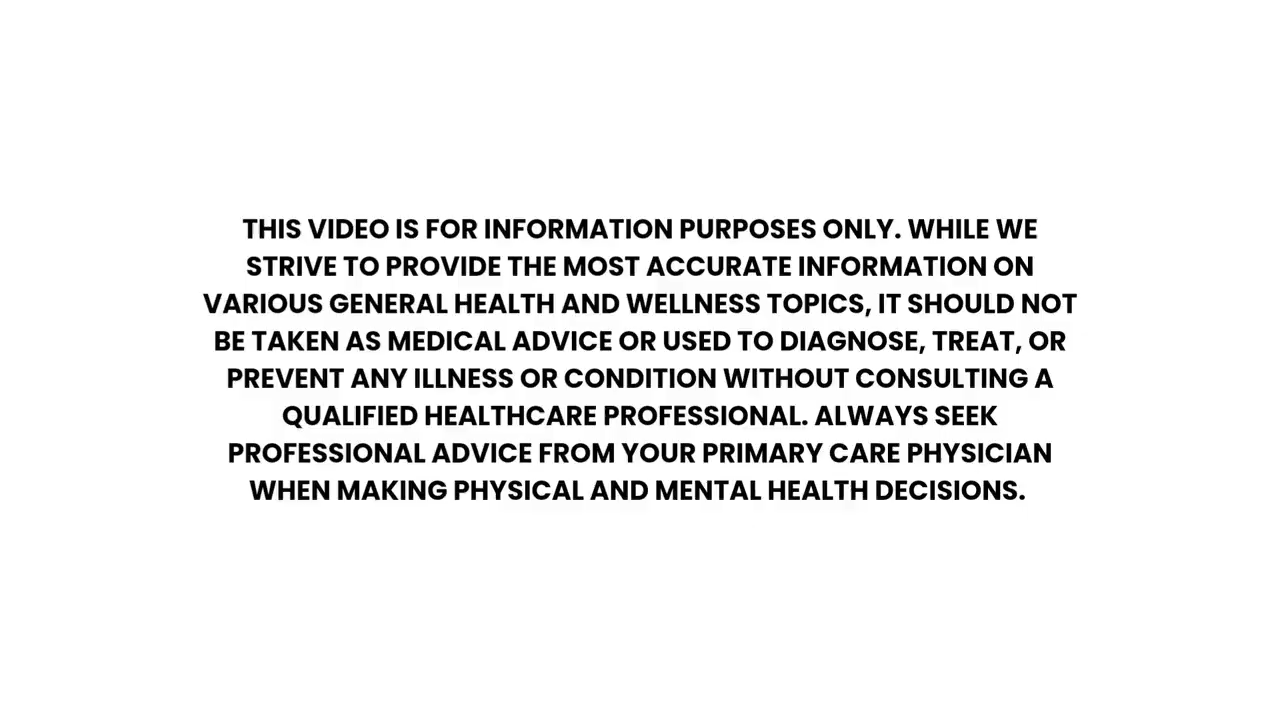 THIS VIDEO IS FOR INFORMATION PURPOSES ONLY. WHILE WE
STRIVE TO PROVIDE THE MOST ACCURATE INFORMATION ON
VARIOUS GENERAL HEALTH AND WELLNESS TOPICS, IT SHOULD NOT
BE TAKEN AS MEDICAL ADVICE OR USED TO DIAGNOSE, TREAT, OR
PREVENT ANY ILLNESS OR CONDITION WITHOUT CONSULTING A
QUALIFIED HEALTHCARE PROFESSIONAL. ALWAYS SEEK
PROFESSIONAL ADVICE FROM YOUR PRIMARY CARE PHYSICIAN
WHEN MAKING PHYSICAL AND MENTAL HEALTH DECISIONS.